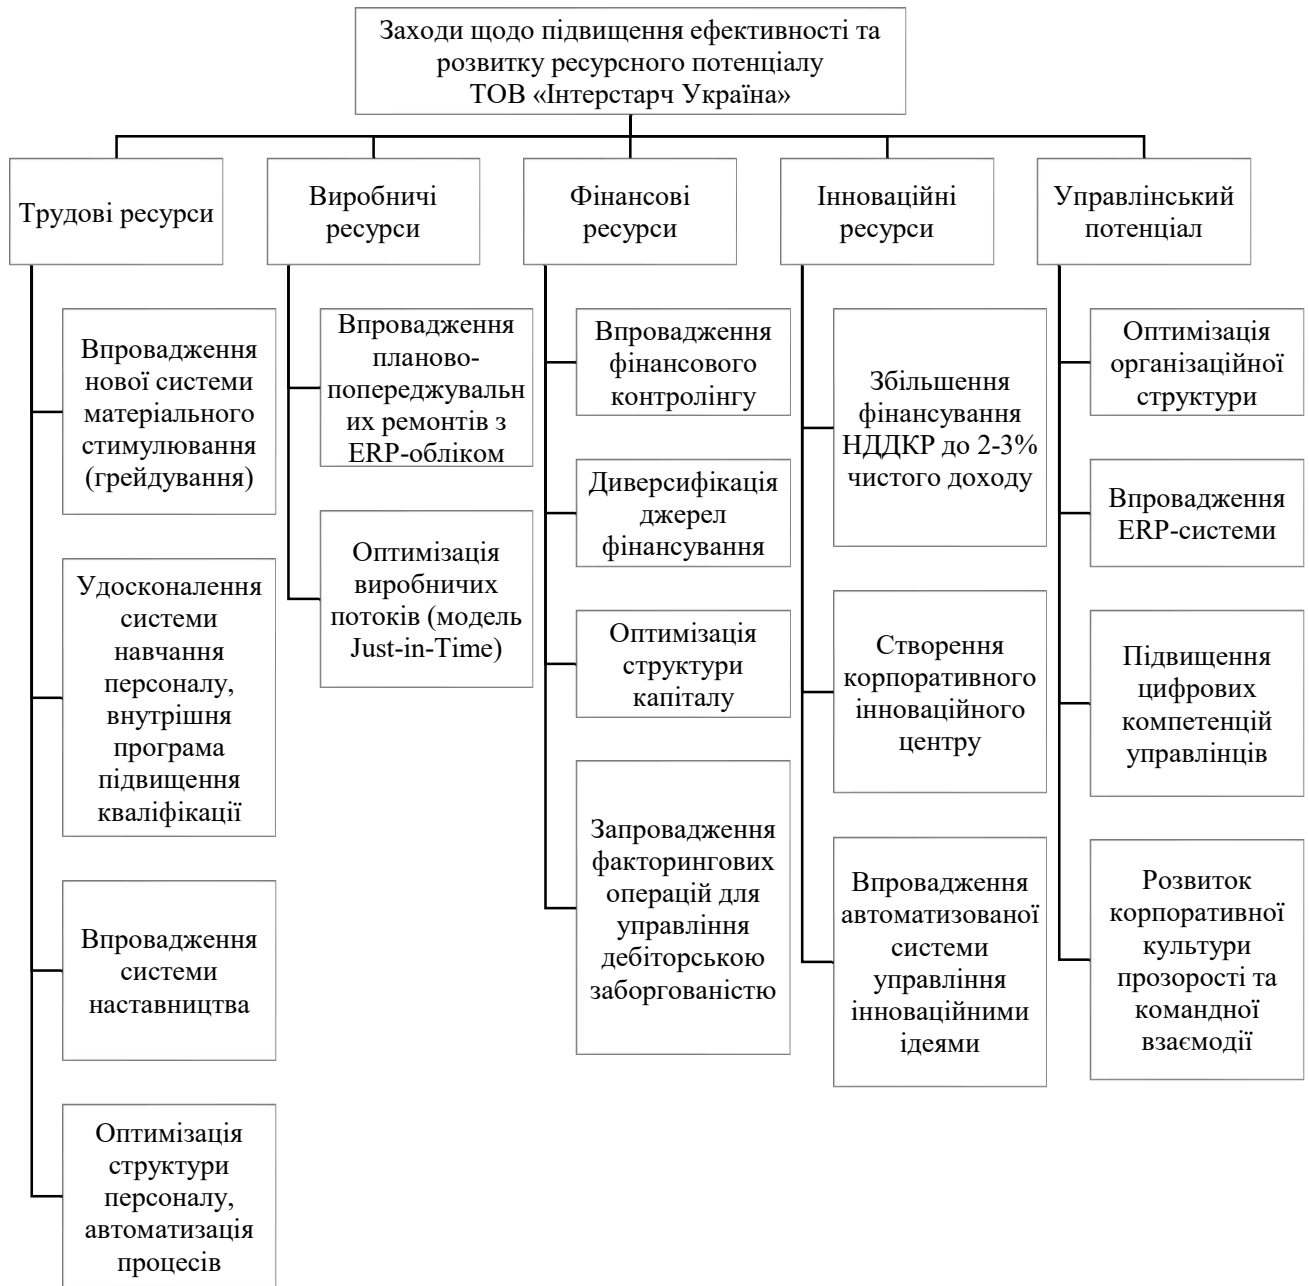 Заходи щодо підвищення ефективності та
розвитку ресурсного потенціалу
ТОВ «Інтерстарч Україна»
Трудові ресурси
Впровадження
нової системи
матеріального
стимулювання
(грейдування)
Удосконалення
системи
навчання
персоналу,
внутрішня
програма
підвищення
кваліфікації
Впровадження
системи
наставництва
Оптимізація
структури
персоналу,
автоматизація
процесів
Виробничі
ресурси
Впровадження
планово-
попереджувальн
их ремонтів з
ERP-обліком
Оптимізація
виробничих
потоків (модель
Just-in-Time)
Фінансові
ресурси
Впровадження
фінансового
контролінгу
Диверсифікація
джерел
фінансування
Оптимізація
структури
капіталу
Запровадження
факторингових
операцій для
управління
дебіторською
заборгованістю
Інноваційні
ресурси
Збільшення
фінансування
НДДКР до 2-3%
чистого доходу
Створення
корпоративного
інноваційного
центру
Впровадження
автоматизованої
системи
управління
інноваційними
ідеями
Управлінський
потенціал
Оптимізація
організаційної
структури
Впровадження
ERP-системи
Підвищення
цифрових
компетенцій
управлінців
Розвиток
корпоративної
культури
прозорості та
командної
взаємодії